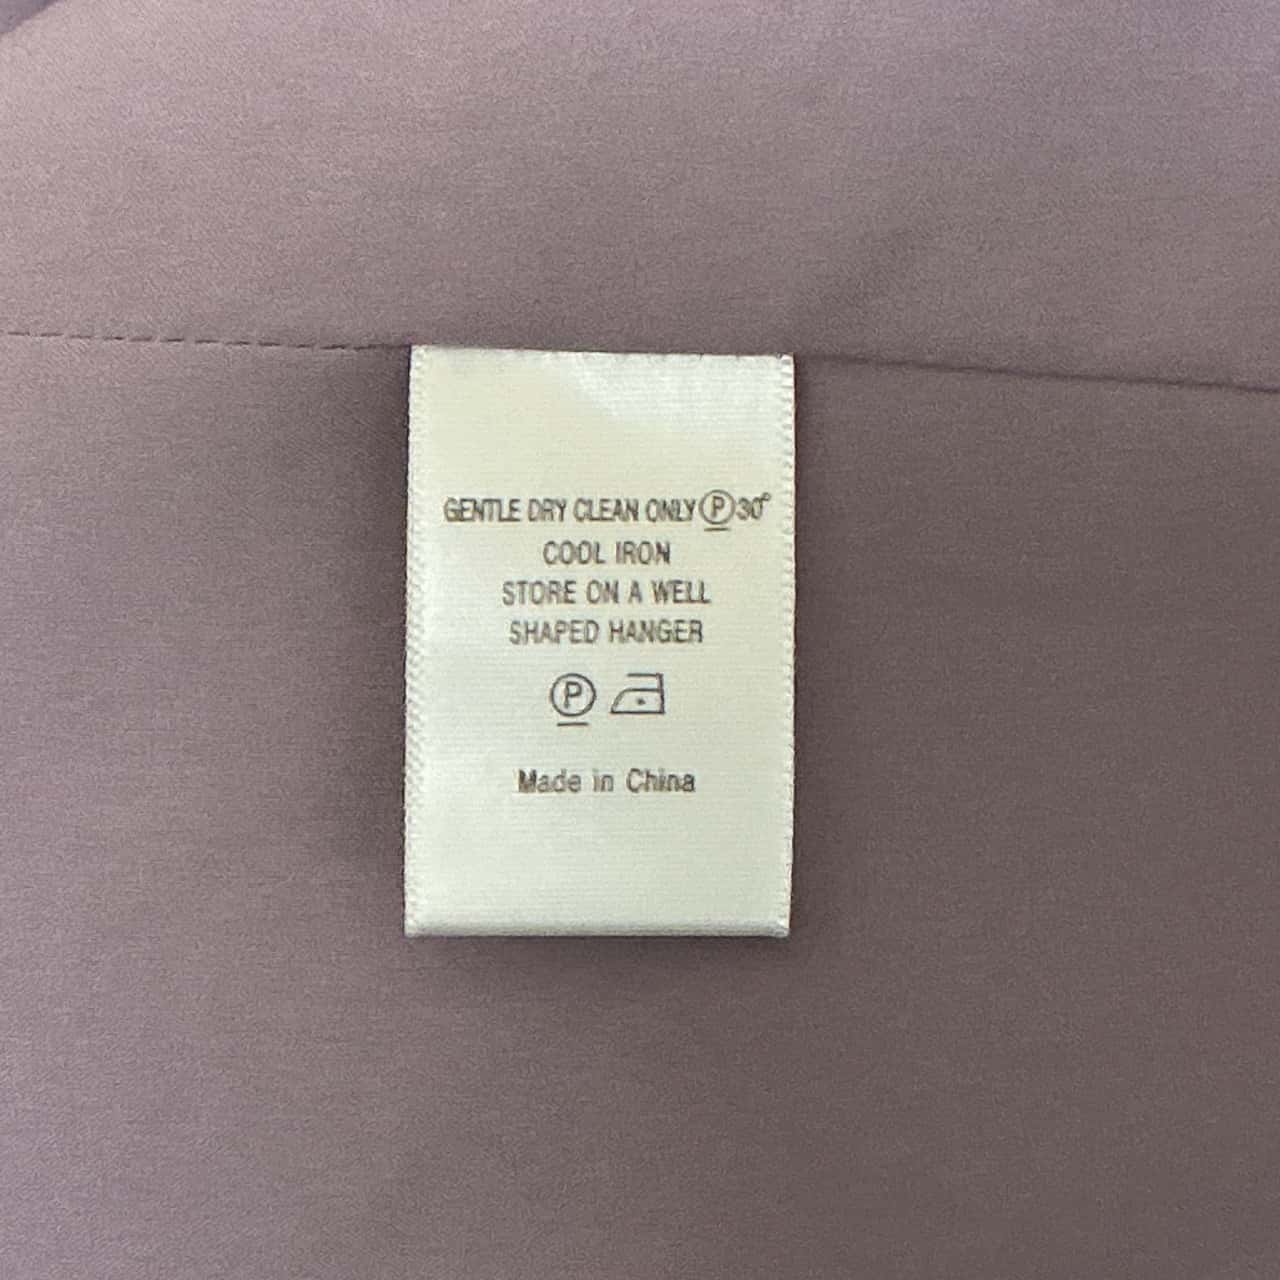 GENTLE DRY CLEAN ONLY Ⓟ 30°
COOL IRON
STORE ON A WELL
SHAPED HANGER
Ⓟ
Made in China